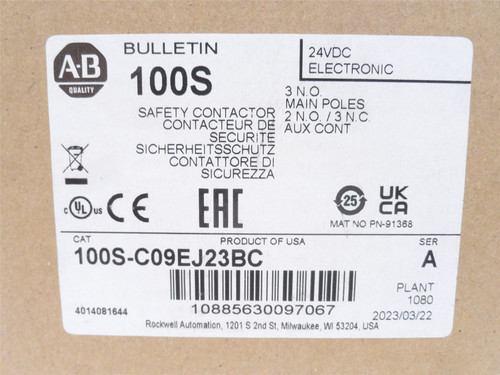 A-B
QUALITY
BULLETIN
100S
SAFETY CONTACTOR
CONTACTEUR DE
SECURITE
SICHERHEITSSCHUTZ
CONTATTORE DI
SICUREZZA
24VDC
ELECTRONIC
3 N.O.
MAIN POLES
2 N.O. / 3 N.C.
AUX CONT
c UL us CE EAC 25 UK CA
MAT NO PN-91368
CAT PRODUCT OF USA SER
100S-C09EJ23BC A
PLANT
1080
4014081644 10885630097067 2023/03/22
Rockwell Automation, 1201 S 2nd St, Milwaukee, WI 53204, USA